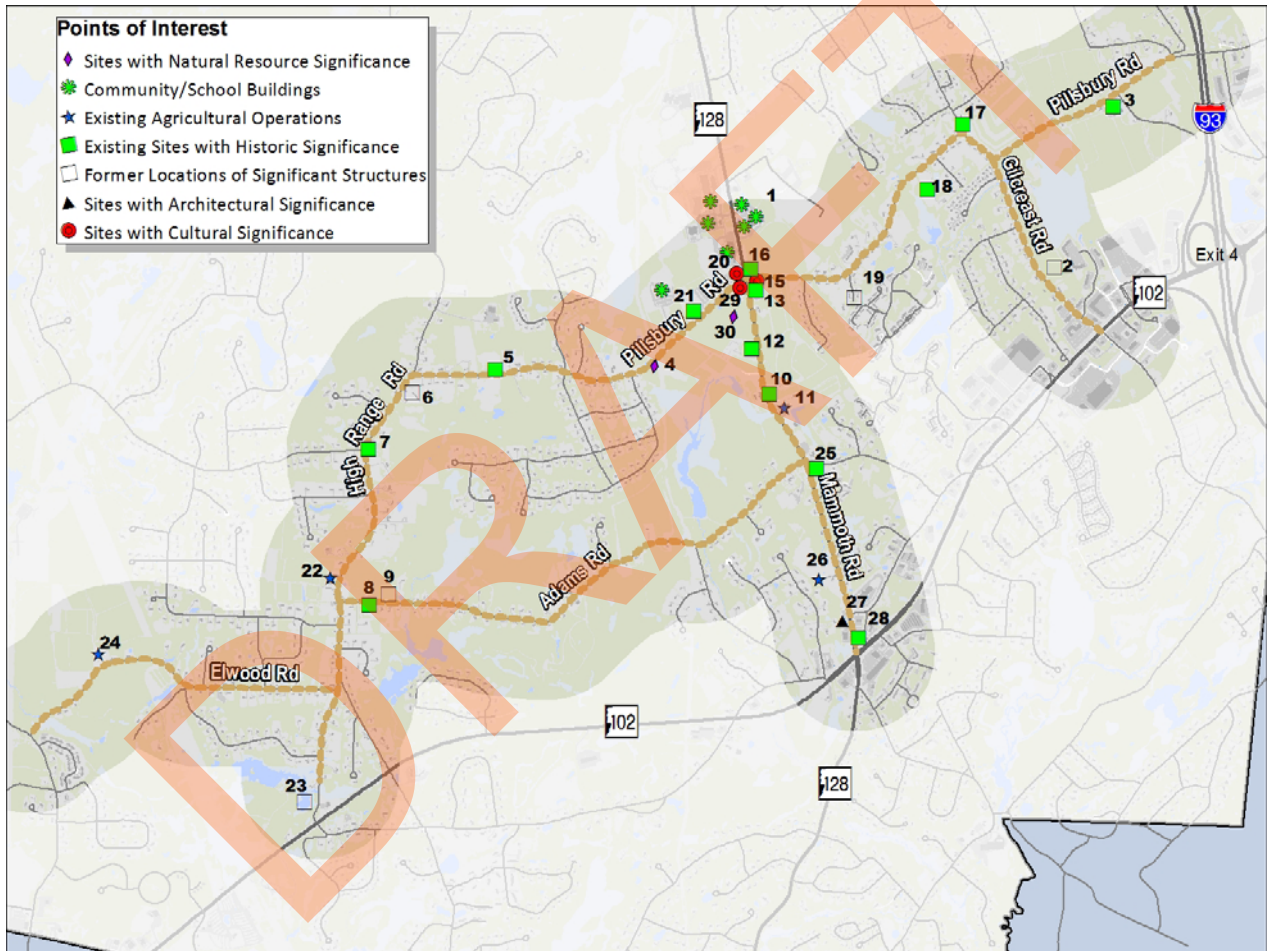 Points of Interest
Sites with Natural Resource Significance
Community/School Buildings
Existing Agricultural Operations
Existing Sites with Historic Significance
Former Locations of Significant Structures
Sites with Architectural Significance
Sites with Cultural Significance
128
93
Pillsbury Rd
3
17
18
Gilcreast Rd
1
2
Exit 4
102
16
20
15
19
13
29
21
30
Pillsbury Rd
12
4
5
10
11
6
High Range Rd
7
25
Mammoth Rd
26
22
9
8
Adams Rd
27
28
24
Elwood Rd
102
23
128
DRAFT